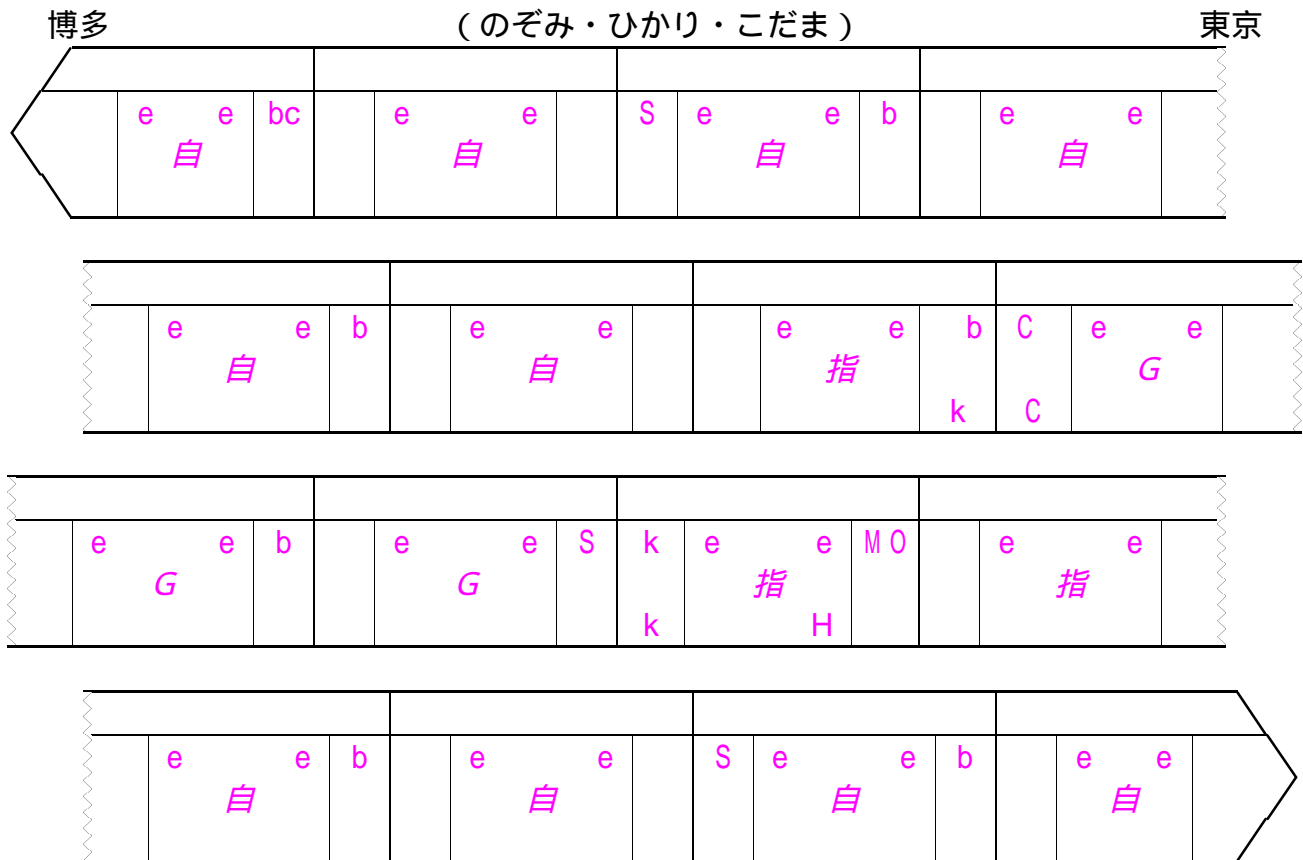 博多 (のぞみ・ひかり・こだま) 東京
e e bc e e S e e b e e
自 自 自 自
e e b e e e e b C e e
自 自 指 G
k C
e e b e e S k e e M O e e
G G 指 指
k H
e e b e e S e e b e e
自 自 自 自